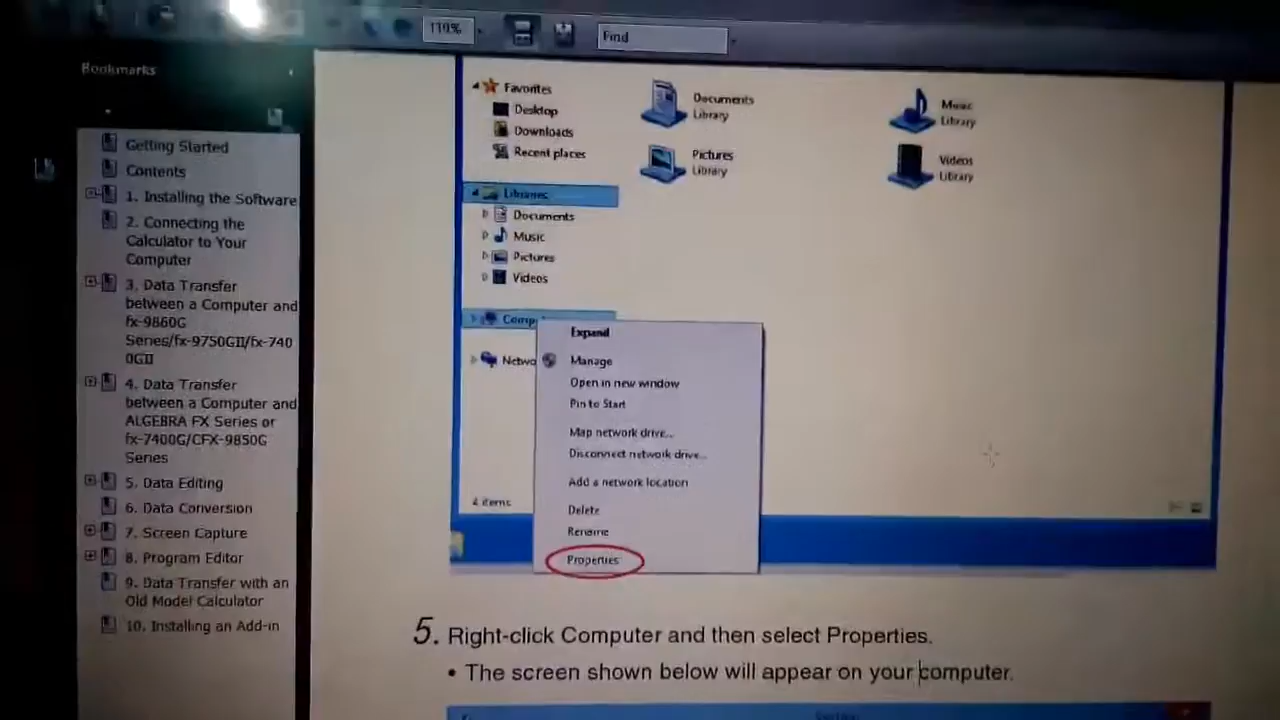 110%
Find
Bookmarks
Getting Started
Contents
1. Installing the Software
2. Connecting the
Calculator to Your
Computer
3. Data Transfer
between a Computer and
fx-9860G
Series/fx-9750GII/fx-740
0GII
4. Data Transfer
between a Computer and
ALGEBRA FX Series or
fx-7400G/CFX-9850G
Series
5. Data Editing
6. Data Conversion
7. Screen Capture
8. Program Editor
9. Data Transfer with an
Old Model Calculator
10. Installing an Add-in
Favorites
Desktop
Downloads
Recent places
Libraries
Documents
Music
Pictures
Videos
Comp
Netwo
4 items
Documents
Library
Music
Library
Pictures
Library
Videos
Library
Expand
Manage
Open in new window
Pin to Start
Map network drive...
Disconnect network drive...
Add a network location
Delete
Rename
Properties
5. Right-click Computer and then select Properties.
• The screen shown below will appear on your computer.